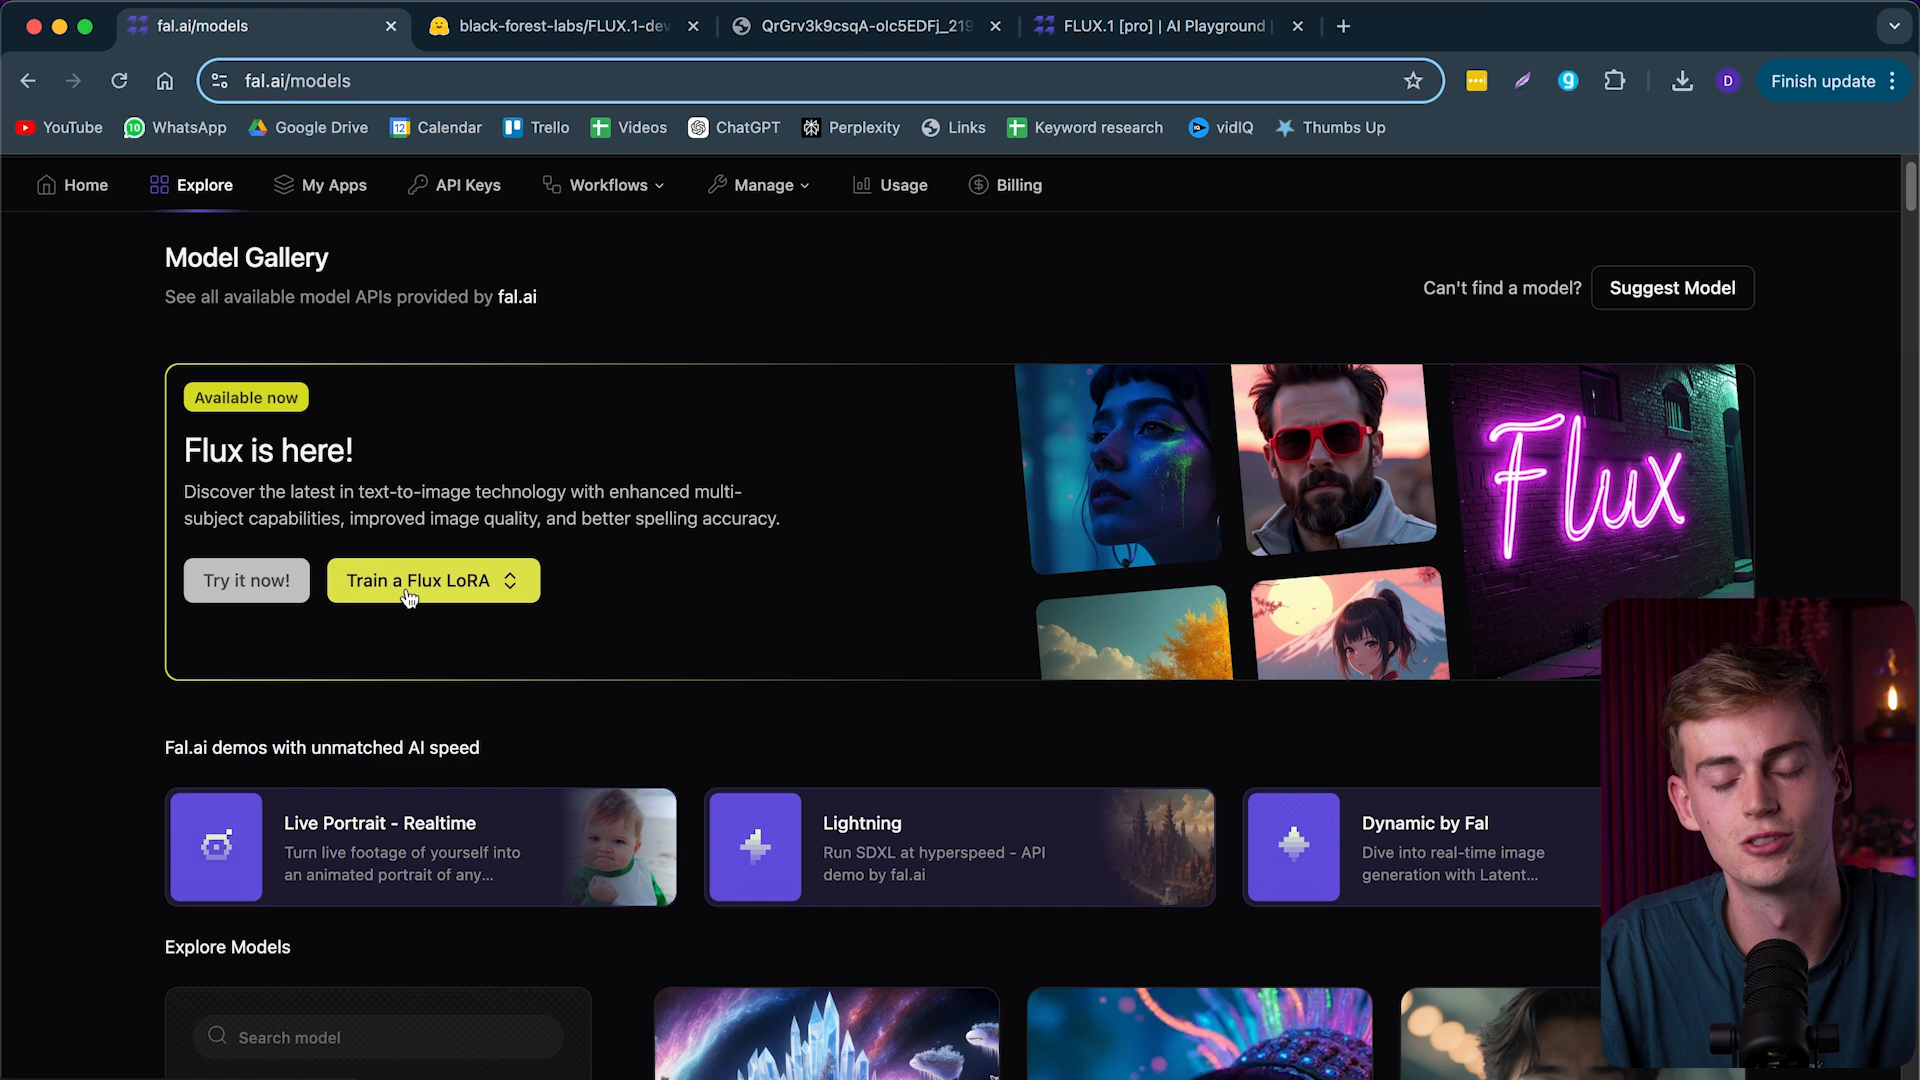 fal.ai/models
black-forest-labs/FLUX.1-dev
QrGrv3k9csqA-oIc5EDFj_219
FLUX.1 [pro] | AI Playground |
fal.ai/models
D
Finish update
YouTube
10 WhatsApp
Google Drive
12 Calendar
Trello
Videos
ChatGPT
Perplexity
Links
Keyword research
vidIQ
Thumbs Up
Home
Explore
My Apps
API Keys
Workflows
Manage
Usage
Billing
Model Gallery
See all available model APIs provided by fal.ai
Can't find a model?
Suggest Model
Available now
Flux is here!
Discover the latest in text-to-image technology with enhanced multi-
subject capabilities, improved image quality, and better spelling accuracy.
Try it now!
Train a Flux LoRA
Flux
Fal.ai demos with unmatched AI speed
Live Portrait - Realtime
Turn live footage of yourself into
an animated portrait of any...
Lightning
Run SDXL at hyperspeed - API
demo by fal.ai
Dynamic by Fal
Dive into real-time image
generation with Latent...
Explore Models
Search model